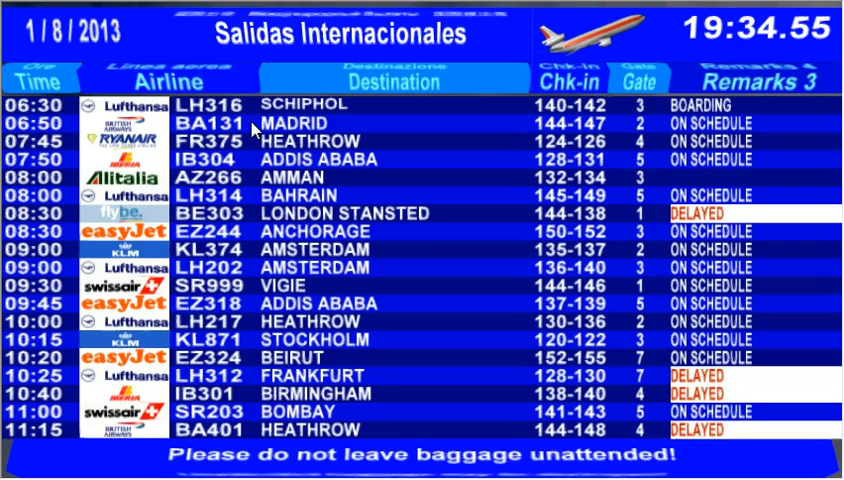 1/8/2013 Salidas Internacionales 19:34.55
Ore Linea aerea Destinazione Chk-in Gate Remarks 4
Time Airline Destination Chk-in Gate Remarks 3
06:30 Lufthansa LH316 SCHIPHOL 140-142 3 BOARDING
06:50 BRITISH AIRWAYS BA131 MADRID 144-147 2 ON SCHEDULE
07:45 RYANAIR FR375 HEATHROW 124-126 4 ON SCHEDULE
07:50 IBERIA IB304 ADDIS ABABA 128-131 5 ON SCHEDULE
08:00 Alitalia AZ266 AMMAN 132-134 3
08:00 Lufthansa LH314 BAHRAIN 145-149 5 ON SCHEDULE
08:30 flybe. BE303 LONDON STANSTED 144-138 1 DELAYED
08:30 easyJet EZ244 ANCHORAGE 150-152 3 ON SCHEDULE
09:00 KLM KL374 AMSTERDAM 135-137 2 ON SCHEDULE
09:00 Lufthansa LH202 AMSTERDAM 136-140 3 ON SCHEDULE
09:30 swissair SR999 VIGIE 144-146 1 ON SCHEDULE
09:45 easyJet EZ318 ADDIS ABABA 137-139 5 ON SCHEDULE
10:00 Lufthansa LH217 HEATHROW 130-136 2 ON SCHEDULE
10:15 KLM KL871 STOCKHOLM 120-122 3 ON SCHEDULE
10:20 easyJet EZ324 BEIRUT 152-155 7 ON SCHEDULE
10:25 Lufthansa LH312 FRANKFURT 128-130 7 DELAYED
10:40 IBERIA IB301 BIRMINGHAM 138-140 4 DELAYED
11:00 swissair SR203 BOMBAY 141-143 5 ON SCHEDULE
11:15 BRITISH AIRWAYS BA401 HEATHROW 144-148 4 DELAYED
Please do not leave baggage unattended!